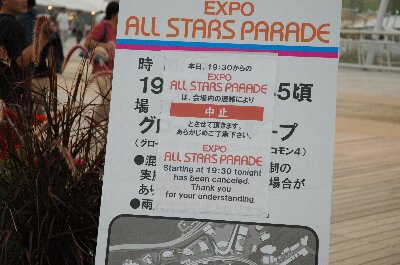 EXPO
ALL STARS PARADE
時
本日、19:30からの
EXPO
ALL STARS PARADE
は、会場内の混雑により
中止
とさせて頂きます。
あらかじめご了承下さい。
EXPO
ALL STARS PARADE
Starting at 19:30 tonight
has been canceled.
Thank you
for your understanding.
19
5頃
場
グ
ープ
(グロー
コモン4)
●混
制の
実施
場合が
あり
●雨